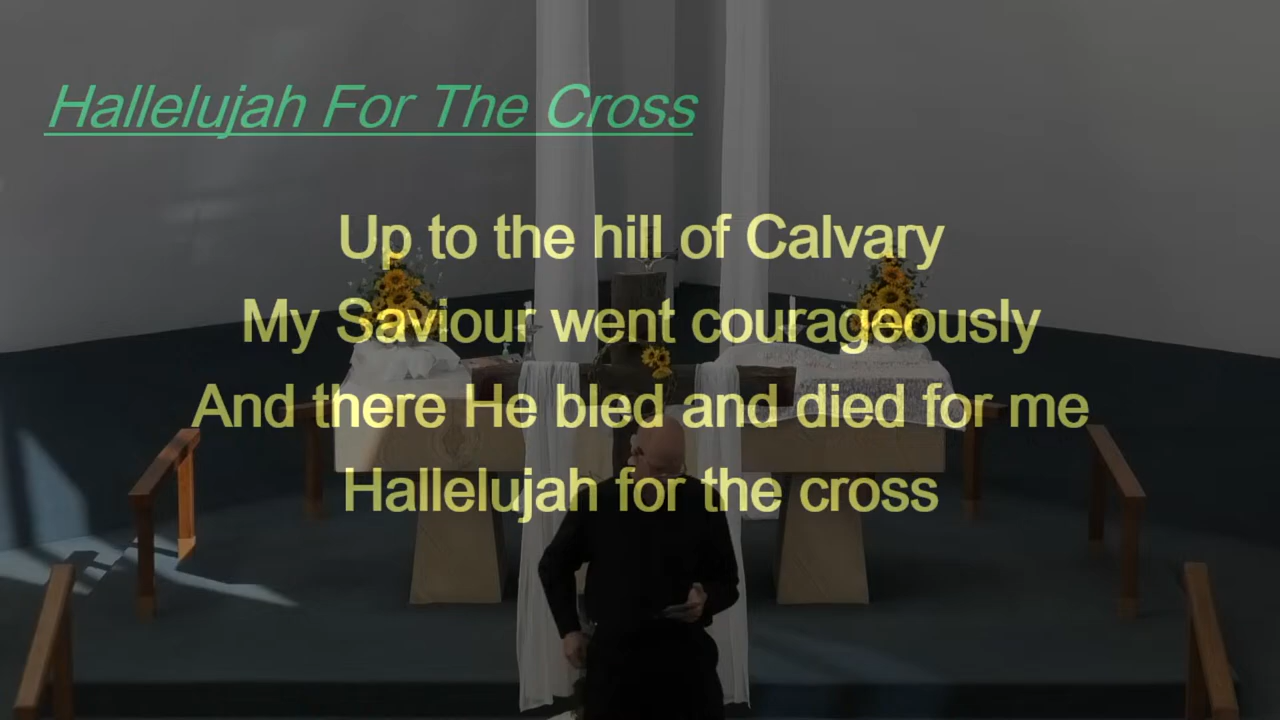 Hallelujah For The Cross
Up to the hill of Calvary
My Saviour went courageously
And there He bled and died for me
Hallelujah for the cross